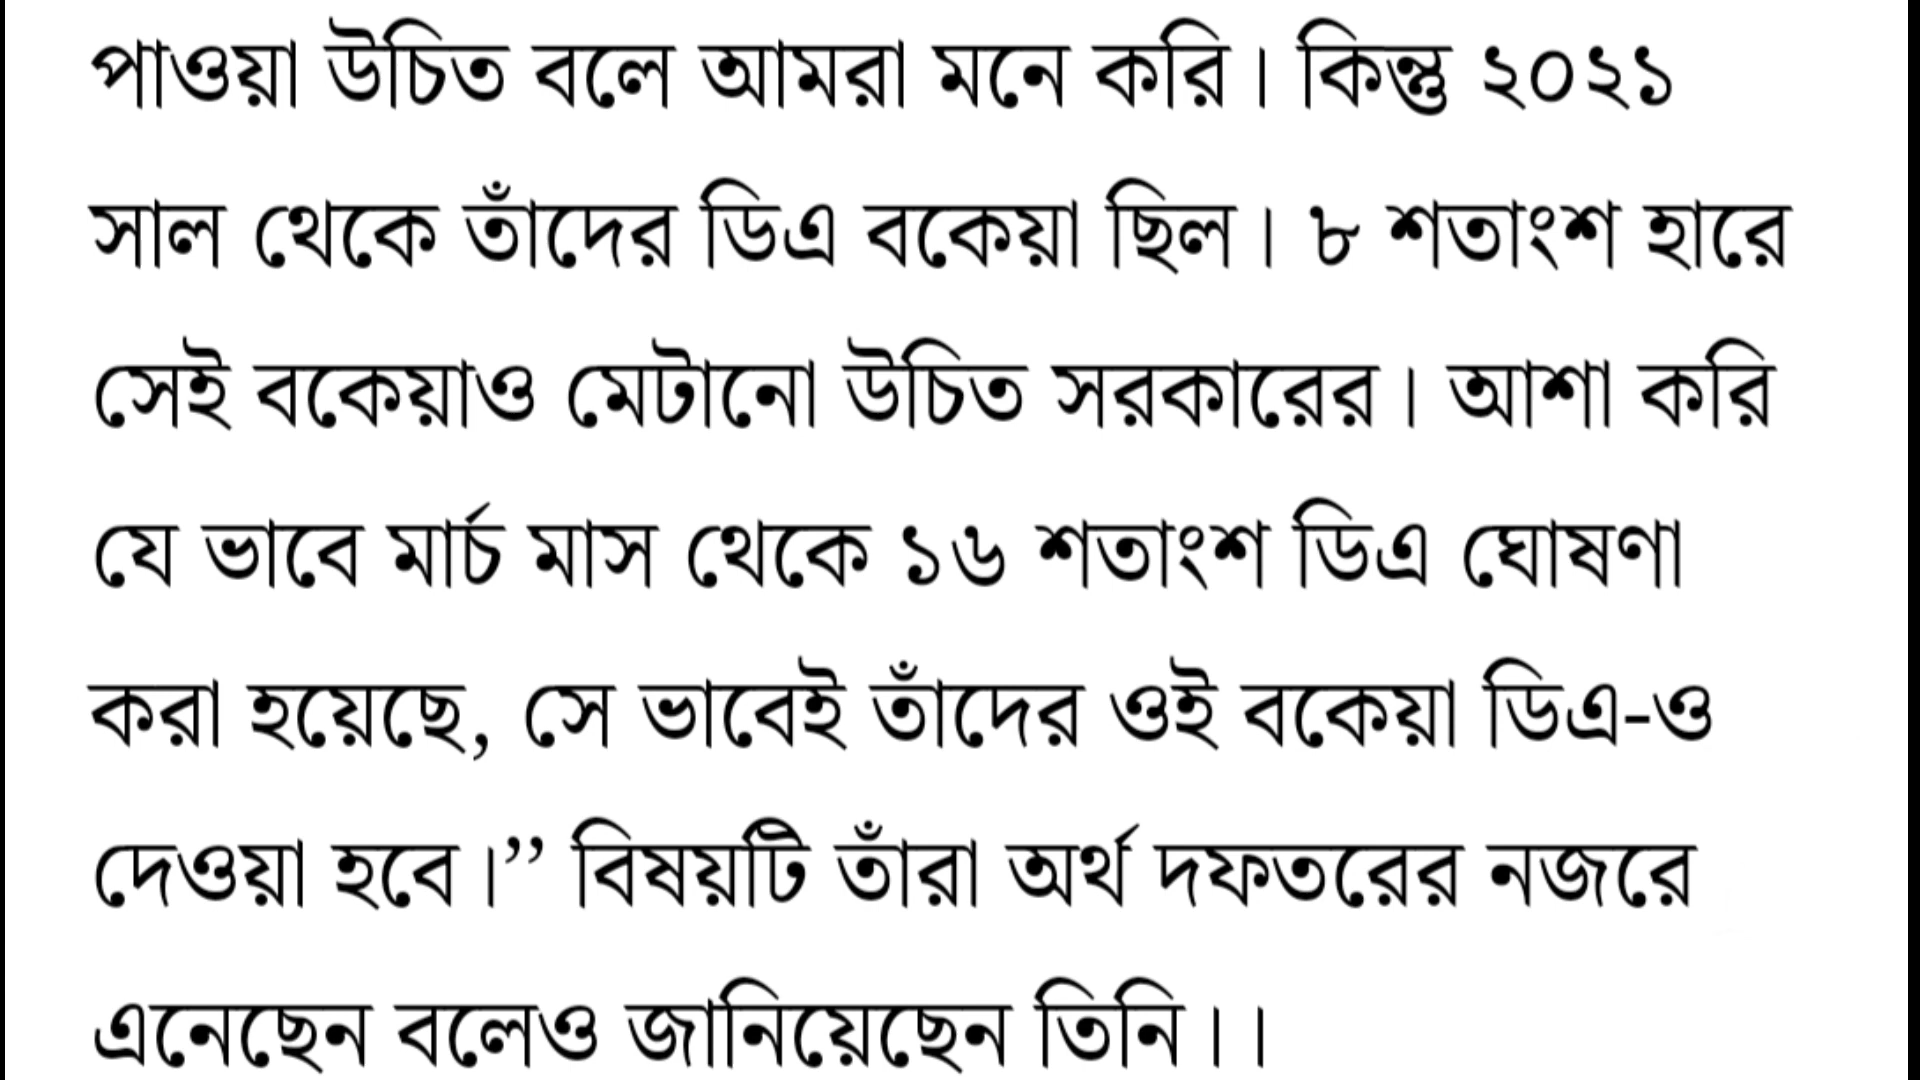 পাওয়া উচিত বলে আমরা মনে করি। কিন্তু ২০২১
সাল থেকে তাঁদের ডিএ বকেয়া ছিল। ৮ শতাংশ হারে
সেই বকেয়াও মেটানো উচিত সরকারের। আশা করি
যে ভাবে মার্চ মাস থেকে ১৬ শতাংশ ডিএ ঘোষণা
করা হয়েছে, সে ভাবেই তাঁদের ওই বকেয়া ডিএ-ও
দেওয়া হবে।’’ বিষয়টি তাঁরা অর্থ দফতরের নজরে
এনেছেন বলেও জানিয়েছেন তিনি।।